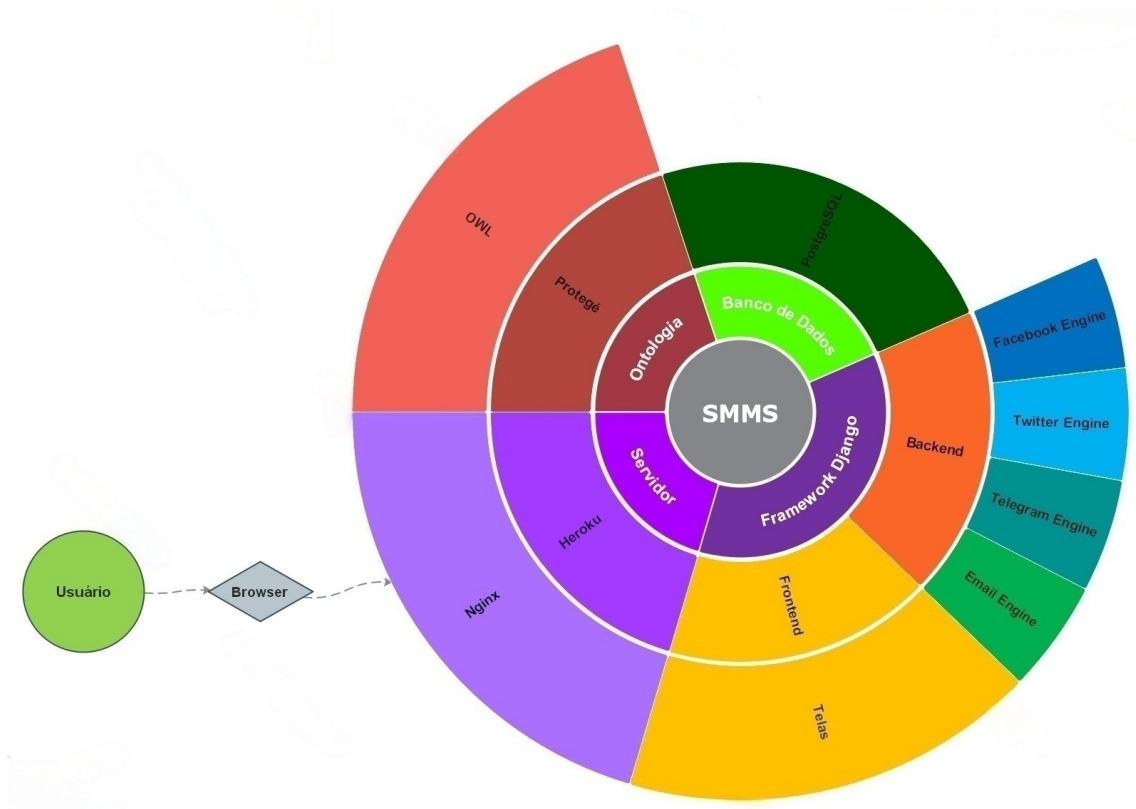 OWL
Protegé
Ontologia
PostgreSQL
Banco de Dados
SMMS
Facebook Engine
Twitter Engine
Telegram Engine
Email Engine
Backend
Framework Django
Servidor
Heroku
Nginx
Frontend
Telas
Usuário
Browser